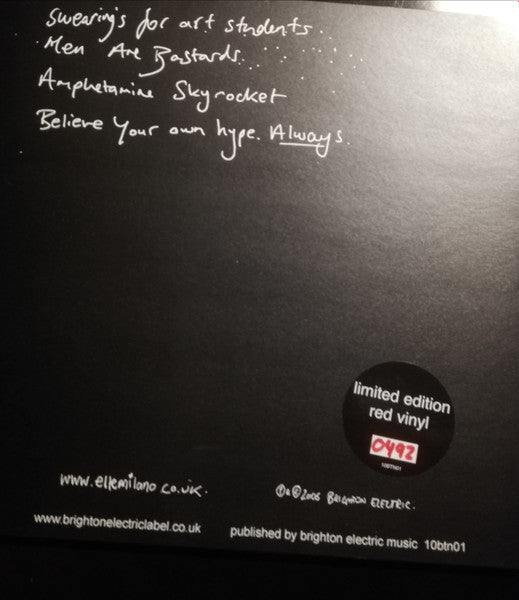 Swearing's for art students..
Men Are Bastards...
Amphetamine Skyrocket
Believe Your own hype. Always.
limited edition
red vinyl
0492
10BTN01
www.ellemilano.co.uk.
℗&©2006 BRIGHTON ELECTRIC.
www.brightonelectriclabel.co.uk
published by brighton electric music 10btn01